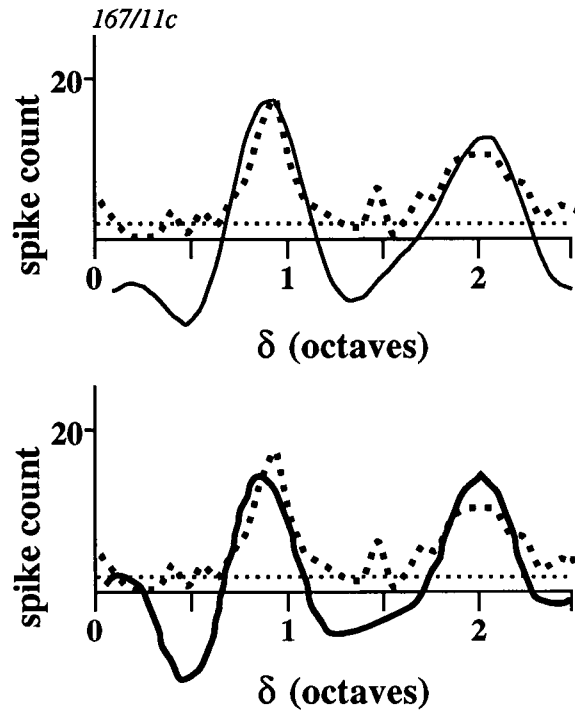 167/11c
20
spike count
0 1 2
δ (octaves)
20
spike count
0 1 2
δ (octaves)